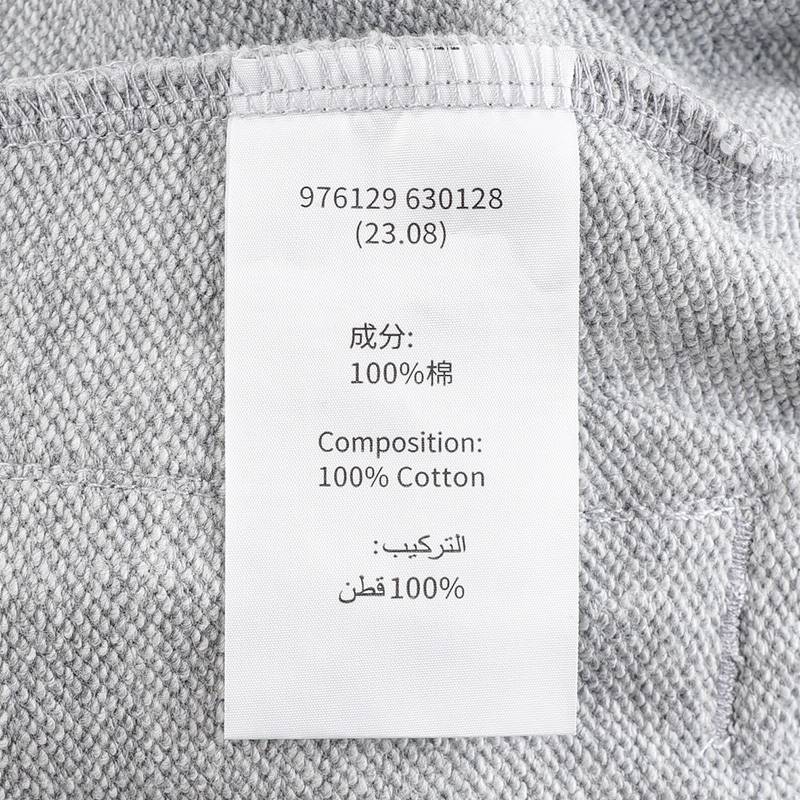 976129 630128
(23.08)
成分:
100%棉
Composition:
100% Cotton
التركيب:
100% قطن